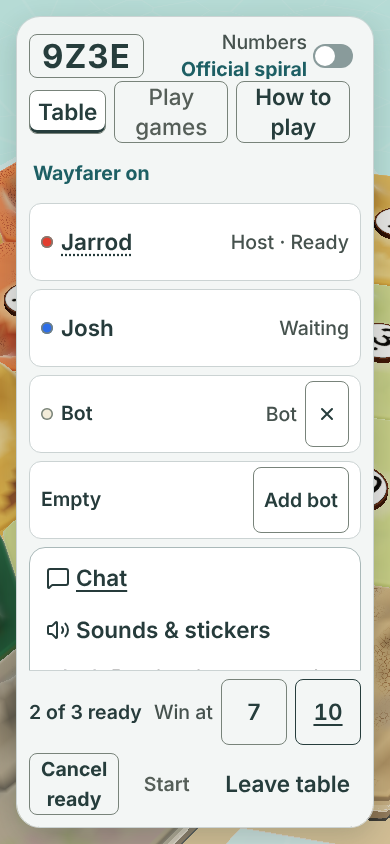 9Z3E
Numbers
Official spiral
Table
Play
games
How to
play
Wayfarer on
Jarrod
Host · Ready
Josh
Waiting
Bot
Bot
×
Empty
Add bot
Chat
Sounds & stickers
2 of 3 ready
Win at
7
10
Cancel
ready
Start
Leave table